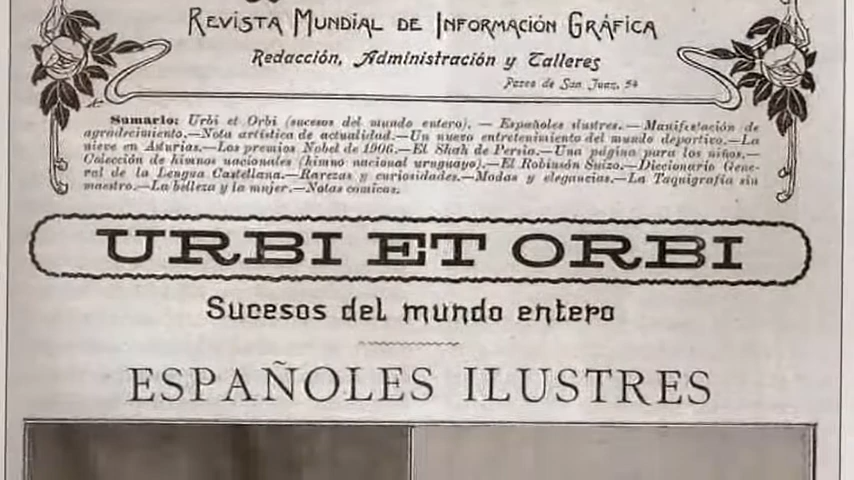 Revista Mundial de Información Gráfica
Redacción, Administración y Talleres
Paseo de San Juan, 54
Sumario: Urbi et Orbi (sucesos del mundo entero). — Españoles ilustres. — Manifestación de
agradecimiento.—Nota artística de actualidad.—Un nuevo entretenimiento del mundo deportivo.—La
nieve en Asturias.—Los premios Nobel de 1906.—El Shah de Persia.—Una página para los niños.—
Colección de himnos nacionales (himno nacional uruguayo).—El Robinsón Suizo.—Diccionario Gene-
ral de la Lengua Castellana.—Rarezas y curiosidades.—Modas y elegancias.—La Taquigrafía sin
maestro.—La belleza y la mujer.—Notas cómicas.
URBI ET ORBI
Sucesos del mundo entero
ESPAÑOLES ILUSTRES